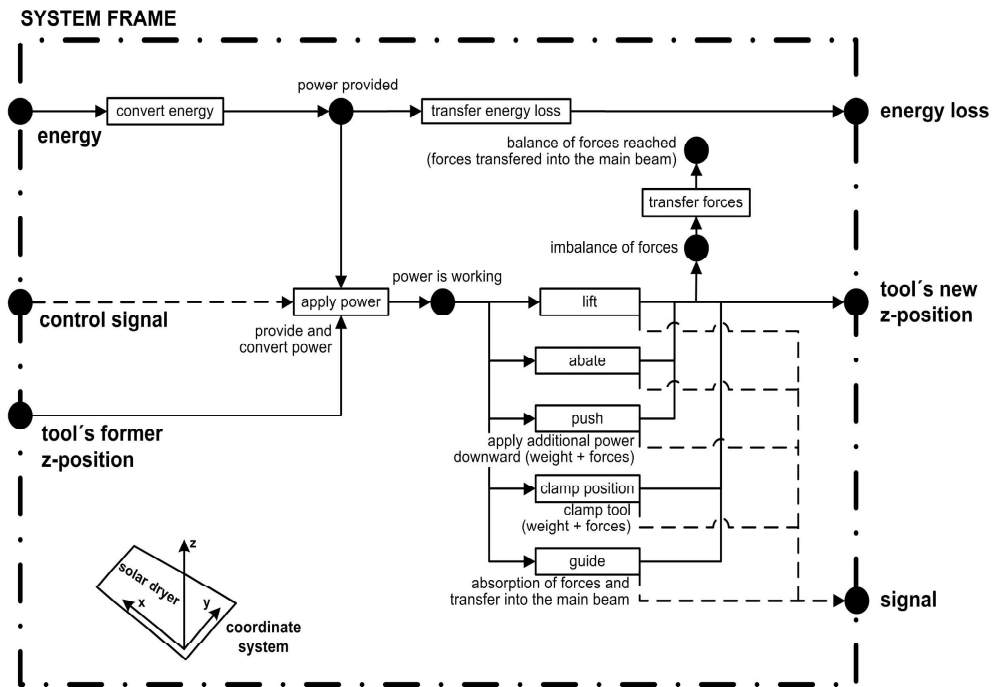 SYSTEM FRAME
power provided
convert energy
transfer energy loss
energy
energy loss
balance of forces reached
(forces transfered into the main beam)
transfer forces
imbalance of forces
power is working
control signal
apply power
provide and
convert power
lift
tool´s new
z-position
abate
tool´s former
z-position
push
apply additional power
downward (weight + forces)
clamp position
clamp tool
(weight + forces)
guide
absorption of forces and
transfer into the main beam
signal
z
solar dryer
x
y
coordinate
system